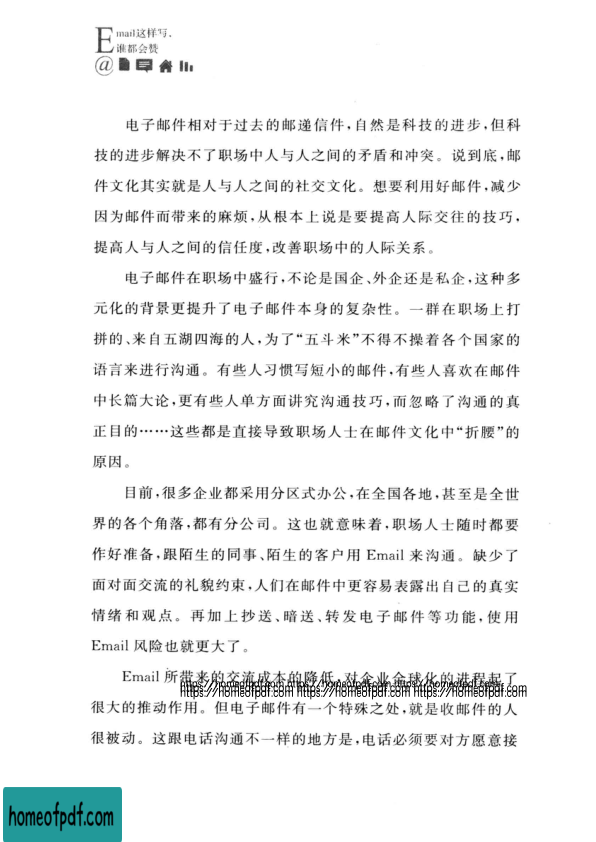 Email这样写，
谁都会赞
@
电子邮件相对于过去的邮递信件，自然是科技的进步，但科
技的进步解决不了职场中人与人之间的矛盾和冲突。说到底，邮
件文化其实就是人与人之间的社交文化。想要利用好邮件，减少
因为邮件而带来的麻烦，从根本上说是要提高人际交往的技巧，
提高人与人之间的信任度，改善职场中的人际关系。
电子邮件在职场中盛行，不论是国企、外企还是私企，这种多
元化的背景更提升了电子邮件本身的复杂性。一群在职场上打
拼的、来自五湖四海的人，为了“五斗米”不得不操着各个国家的
语言来进行沟通。有些人习惯写短小的邮件，有些人喜欢在邮件
中长篇大论，更有些人单方面讲究沟通技巧，而忽略了沟通的真
正目的……这些都是直接导致职场人士在邮件文化中“折腰”的
原因。
目前，很多企业都采用分区式办公，在全国各地，甚至是全世
界的各个角落，都有分公司。这也就意味着，职场人士随时都要
作好准备，跟陌生的同事、陌生的客户用 Email 来沟通。缺少了
面对面交流的礼貌约束，人们在邮件中更容易表露出自己的真实
情绪和观点。再加上抄送、暗送、转发电子邮件等功能，使用
Email 风险也就更大了。
Email 所带来的交流成本的降低，对企业全球化的进程起了
https://homeofpdf.com https://homeofpdf.com https://homeofpdf.com
https://homeofpdf.com https://homeofpdf.com https://homeofpdf.com
很大的推动作用。但电子邮件有一个特殊之处，就是收邮件的人
很被动。这跟电话沟通不一样的地方是，电话必须要对方愿意接
homeofpdf.com